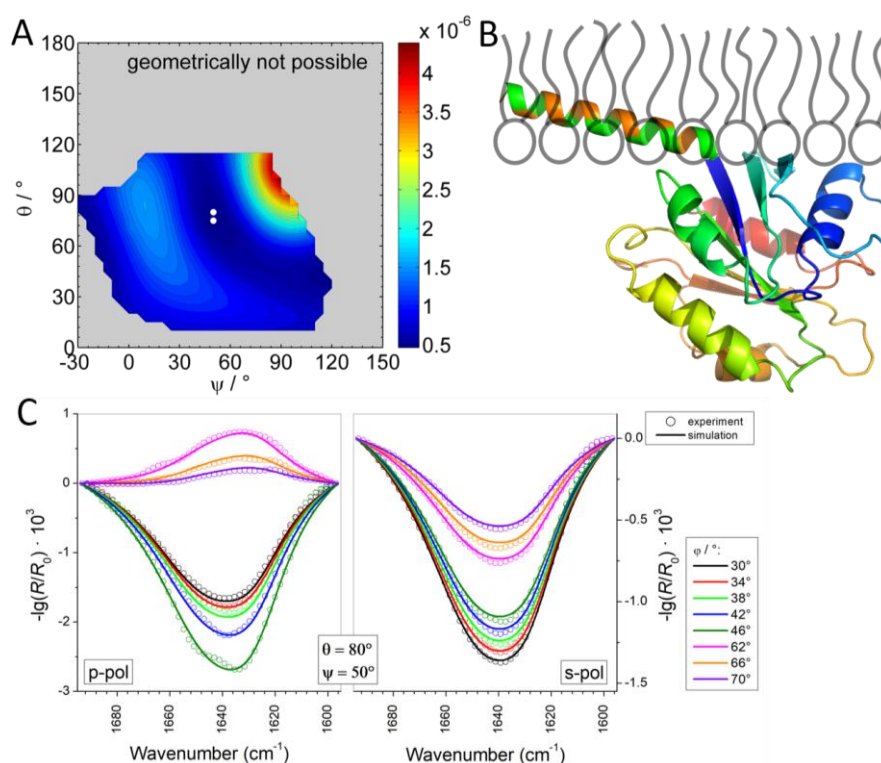 A
B
x 10⁻⁶
geometrically not possible
180
150
120
90
60
30
0
θ / °
-30
0
30
60
90
120
150
ψ / °
4
3.5
3
2.5
2
1.5
1
0.5
C
1
0
-1
-2
-3
-lg(R/R₀) · 10³
p-pol
θ = 80°
ψ = 50°
s-pol
0.0
-0.5
-1.0
-1.5
-lg(R/R₀) · 10³
1680
1660
1640
1620
1600
Wavenumber (cm⁻¹)
1680
1660
1640
1620
1600
Wavenumber (cm⁻¹)
experiment
simulation
φ / °:
30°
34°
38°
42°
46°
62°
66°
70°